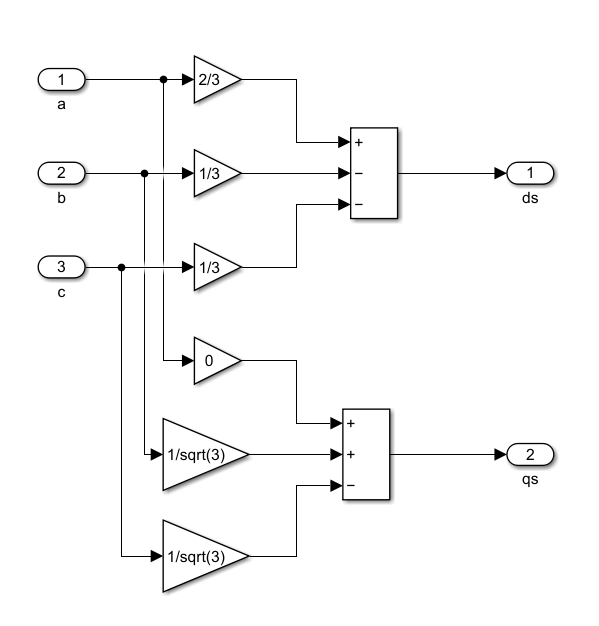 1
2/3
a
+
2
1/3
−
1
b
ds
−
3
1/3
c
0
+
1/sqrt(3)
+
2
qs
−
1/sqrt(3)